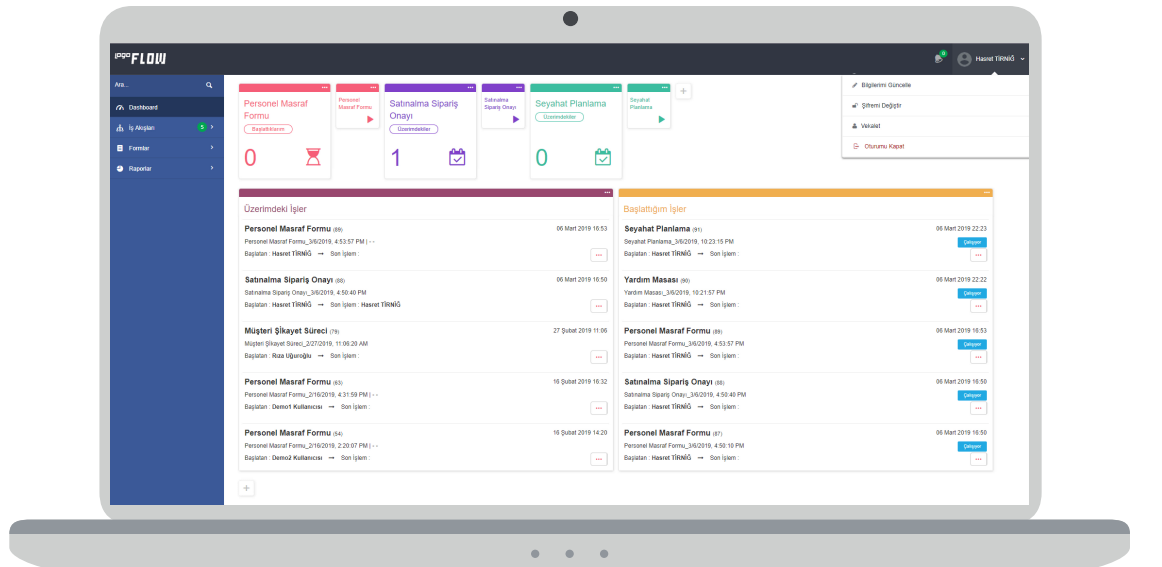 logo FLOW
0
Hasret TİRNİĞ
Ara...
Dashboard
İş Akışları
5
Formlar
Raporlar
Bilgilerimi Güncelle
Şifremi Değiştir
Vekalet
Oturumu Kapat
Personel Masraf
Formu
Başlattıklarım
0
Personel
Masraf Formu
Satınalma Sipariş
Onayı
Üzerimdekiler
1
Satınalma
Sipariş Onayı
Seyahat Planlama
Üzerimdekiler
0
Seyahat
Planlama
Üzerimdeki İşler
Personel Masraf Formu (89)
06 Mart 2019 16:53
Personel Masraf Formu_3/6/2019, 4:53:57 PM | - -
Başlatan : Hasret TİRNİĞ → Son İşlem :
Satınalma Sipariş Onayı (88)
06 Mart 2019 16:50
Satınalma Sipariş Onayı_3/6/2019, 4:50:40 PM
Başlatan : Hasret TİRNİĞ → Son İşlem : Hasret TİRNİĞ
Müşteri Şİkayet Süreci (79)
27 Şubat 2019 11:06
Müşteri Şİkayet Süreci_2/27/2019, 11:06:20 AM
Başlatan : Rıza Uğuroğlu → Son İşlem :
Personel Masraf Formu (63)
16 Şubat 2019 16:32
Personel Masraf Formu_2/16/2019, 4:31:59 PM | - -
Başlatan : Demo1 Kullanıcısı → Son İşlem :
Personel Masraf Formu (54)
16 Şubat 2019 14:20
Personel Masraf Formu_2/16/2019, 2:20:07 PM | - -
Başlatan : Demo2 Kullanıcısı → Son İşlem :
Başlattığım İşler
Seyahat Planlama (91)
06 Mart 2019 22:23
Seyahat Planlama_3/6/2019, 10:23:15 PM
Çalışıyor
Başlatan : Hasret TİRNİĞ → Son İşlem :
Yardım Masası (90)
06 Mart 2019 22:22
Yardım Masası_3/6/2019, 10:21:57 PM
Çalışıyor
Başlatan : Hasret TİRNİĞ → Son İşlem :
Personel Masraf Formu (89)
06 Mart 2019 16:53
Personel Masraf Formu_3/6/2019, 4:53:57 PM
Çalışıyor
Başlatan : Hasret TİRNİĞ → Son İşlem :
Satınalma Sipariş Onayı (88)
06 Mart 2019 16:50
Satınalma Sipariş Onayı_3/6/2019, 4:50:40 PM
Çalışıyor
Başlatan : Hasret TİRNİĞ → Son İşlem :
Personel Masraf Formu (87)
06 Mart 2019 16:50
Personel Masraf Formu_3/6/2019, 4:50:10 PM
Çalışıyor
Başlatan : Hasret TİRNİĞ → Son İşlem :